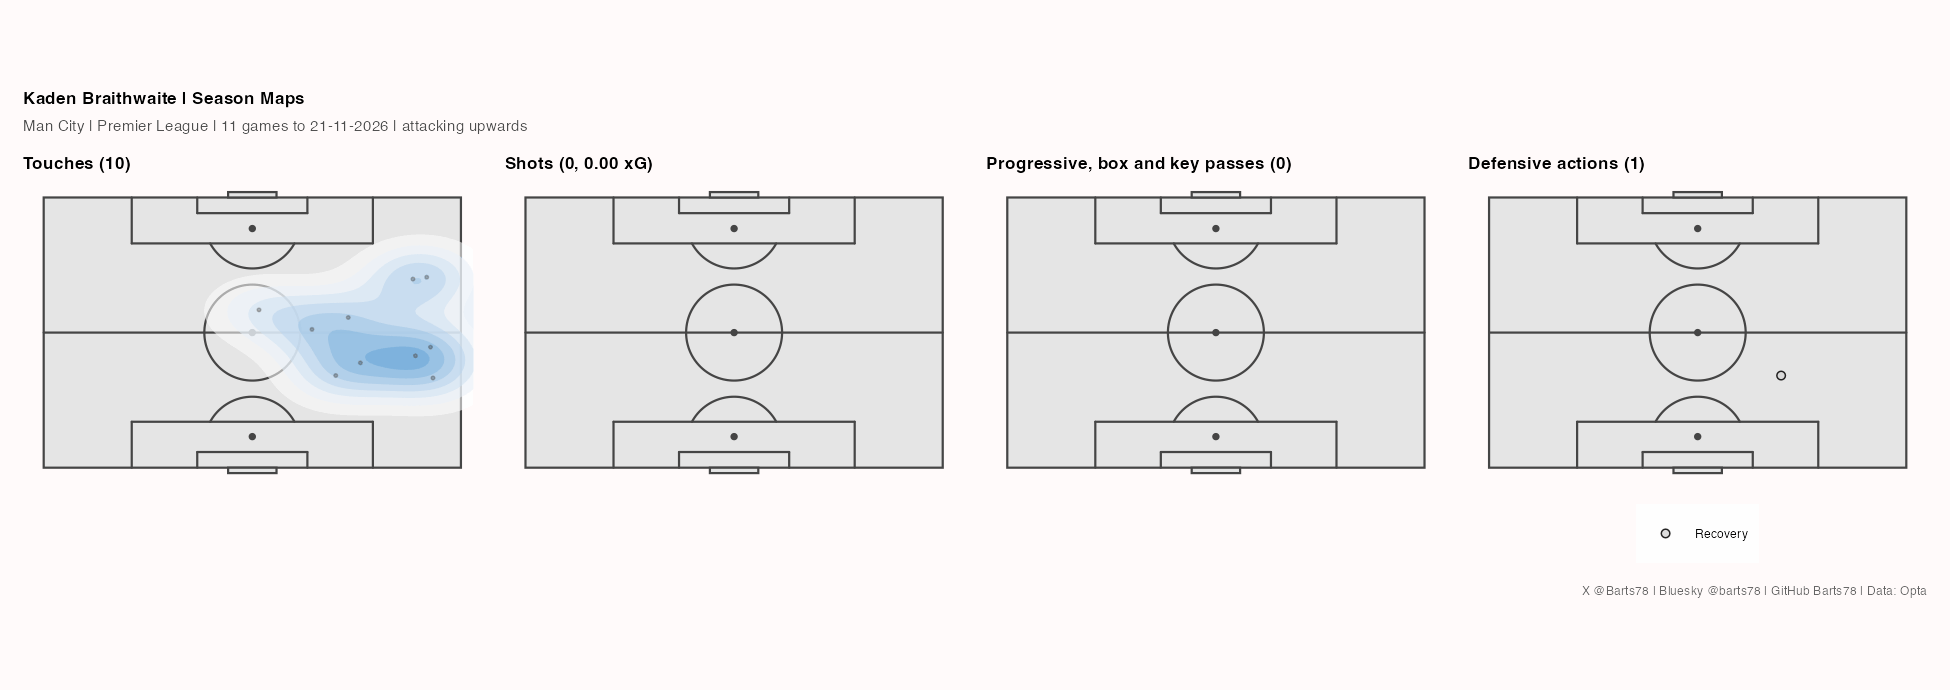 Kaden Braithwaite | Season Maps
Man City | Premier League | 11 games to 21-11-2026 | attacking upwards
Touches (10)
Shots (0, 0.00 xG)
Progressive, box and key passes (0)
Defensive actions (1)
Recovery
X @Barts78 | Bluesky @barts78 | GitHub Barts78 | Data: Opta